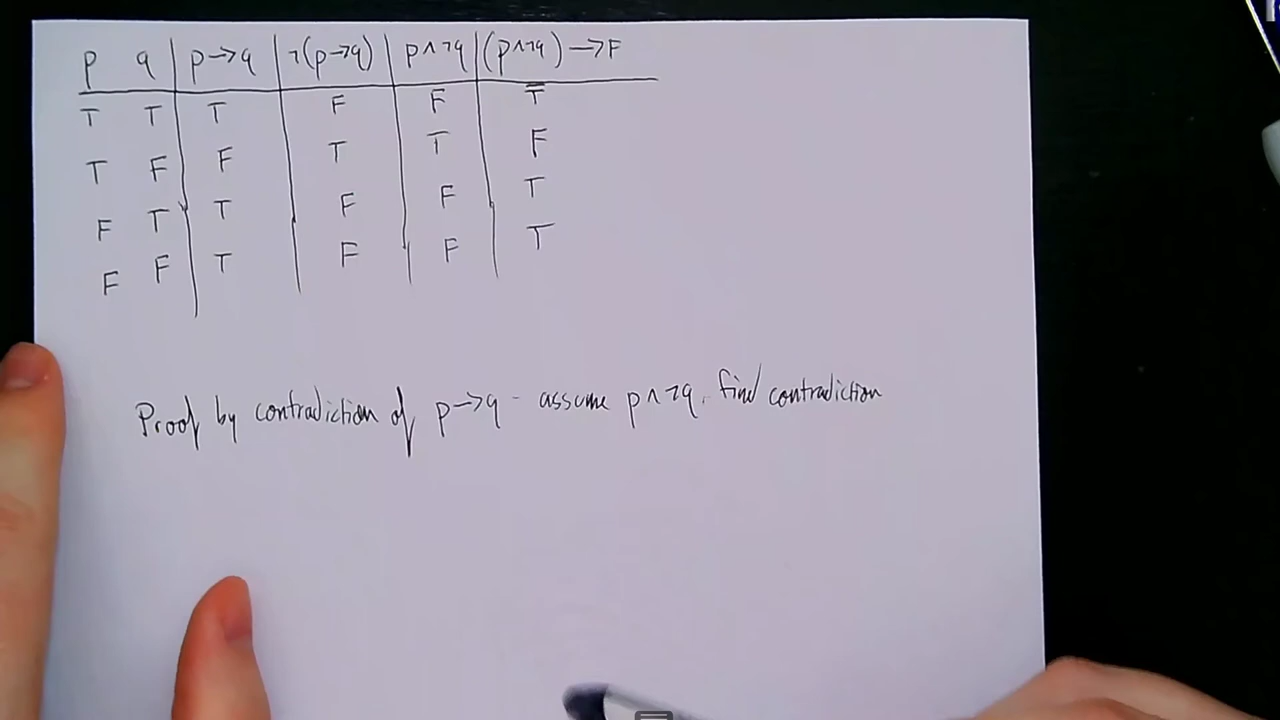 p q p→q ¬(p→q) p∧¬q (p∧¬q)→F
T T T F F T
T F F T T F
F T T F F T
F F T F F T
Proof by contradiction of p→q - assume p∧¬q, find contradiction